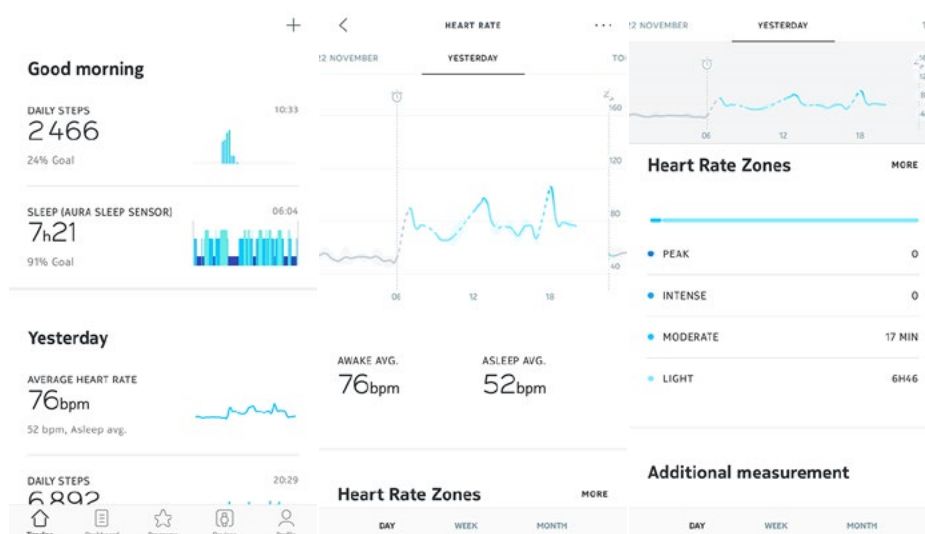 Good morning
DAILY STEPS 10:33
2466
24% Goal
SLEEP (AURA SLEEP SENSOR) 06:04
7h21
91% Goal
Yesterday
AVERAGE HEART RATE
76bpm
52 bpm, Asleep avg.
DAILY STEPS 20:29
6892
HEART RATE
22 NOVEMBER YESTERDAY TO
160
120
80
40
06 12 18
AWAKE AVG. ASLEEP AVG.
76bpm 52bpm
Heart Rate Zones MORE
DAY WEEK MONTH
22 NOVEMBER YESTERDAY
06 12 18
Heart Rate Zones MORE
PEAK 0
INTENSE 0
MODERATE 17 MIN
LIGHT 6H46
Additional measurement
DAY WEEK MONTH